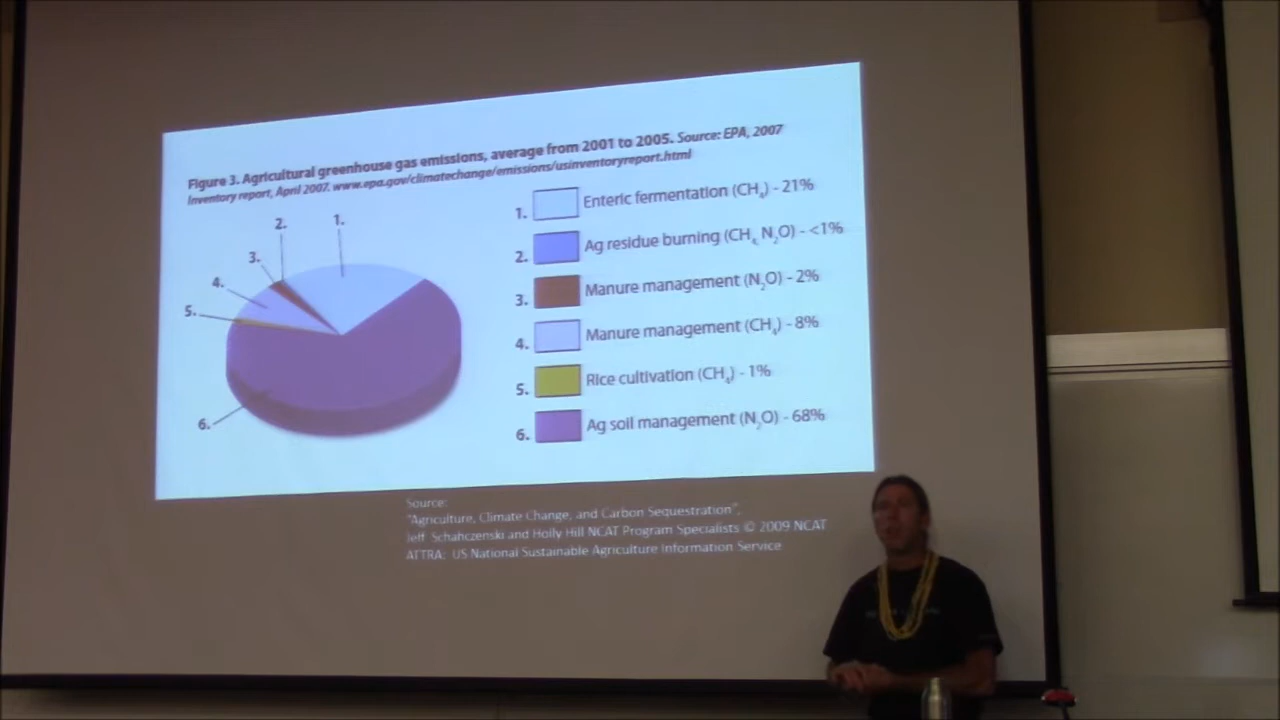 Figure 3. Agricultural greenhouse gas emissions, average from 2001 to 2005. Source: EPA, 2007
Inventory report, April 2007. www.epa.gov/climatechange/emissions/usinventoryreport.html
1.
2.
3.
4.
5.
6.
1. Enteric fermentation (CH₄) - 21%
2. Ag residue burning (CH₄, N₂O) - <1%
3. Manure management (N₂O) - 2%
4. Manure management (CH₄) - 8%
5. Rice cultivation (CH₄) - 1%
6. Ag soil management (N₂O) - 68%
Source:
"Agriculture, Climate Change, and Carbon Sequestration",
Jeff Schahczenski and Holly Hill NCAT Program Specialists © 2009 NCAT
ATTRA: US National Sustainable Agriculture Information Service